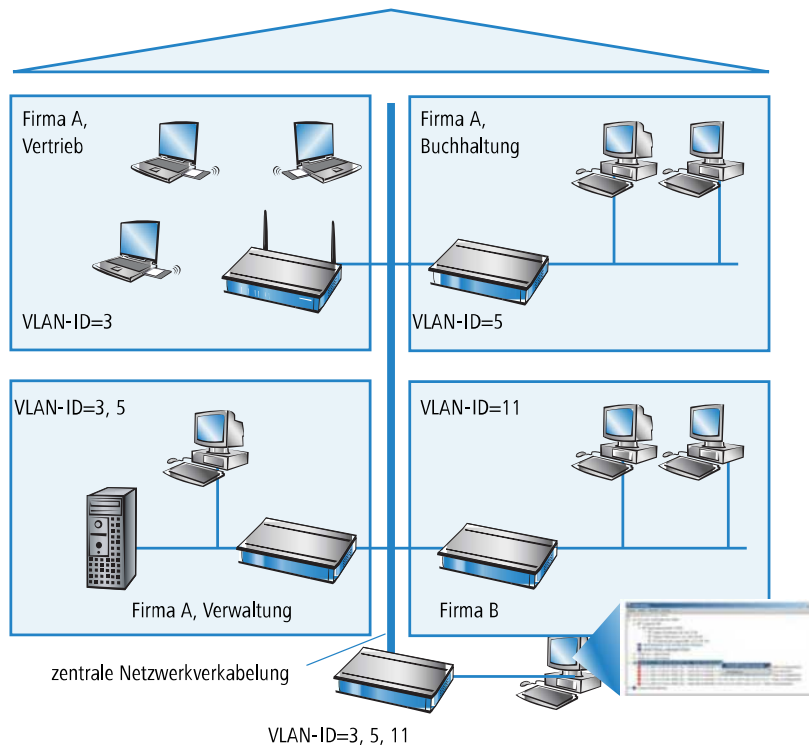 Firma A,
Vertrieb
VLAN-ID=3
Firma A,
Buchhaltung
VLAN-ID=5
VLAN-ID=3, 5
Firma A, Verwaltung
VLAN-ID=11
Firma B
zentrale Netzwerkverkabelung
VLAN-ID=3, 5, 11